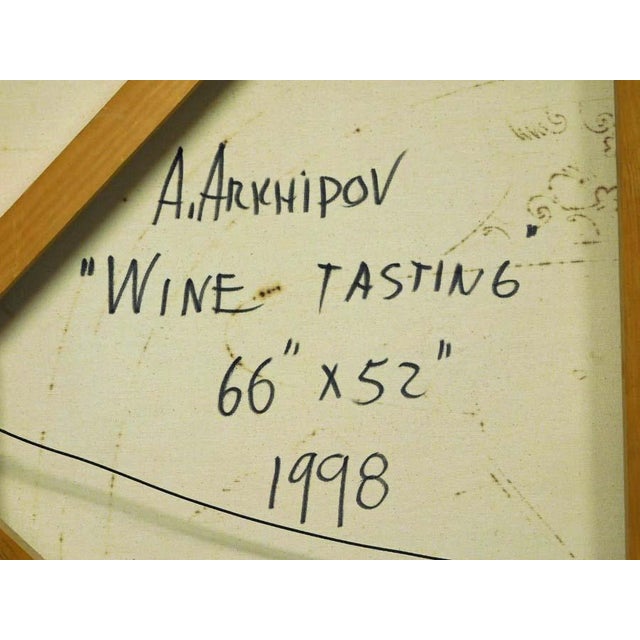 A. ARKHIPOV
"WINE TASTING"
66" x 52"
1998